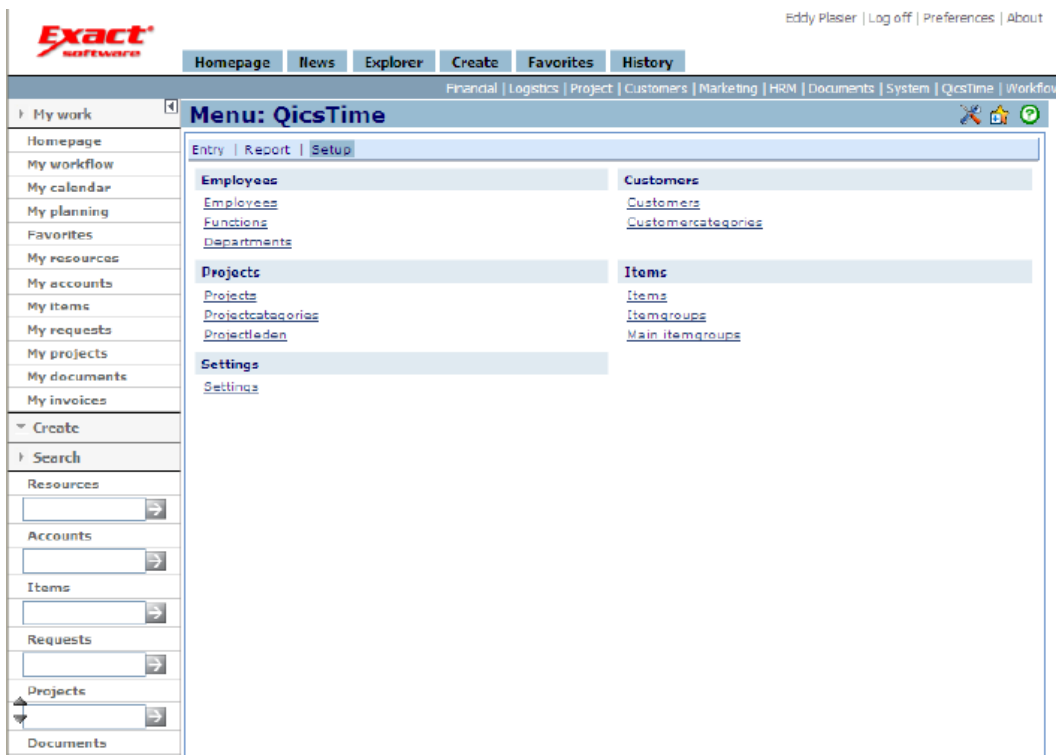 Exact software
Eddy Plasier | Log off | Preferences | About
Homepage News Explorer Create Favorites History
Financial | Logistics | Project | Customers | Marketing | HRM | Documents | System | QicsTime | Workflow
My work
Homepage
My workflow
My calendar
My planning
Favorites
My resources
My accounts
My items
My requests
My projects
My documents
My invoices
Create
Search
Resources
Accounts
Items
Requests
Projects
Documents
Menu: QicsTime
Entry | Report | Setup
Employees
Employees
Functions
Departments
Customers
Customers
Customercategories
Projects
Projects
Projectcategories
Projectleden
Items
Items
Itemgroups
Main itemgroups
Settings
Settings